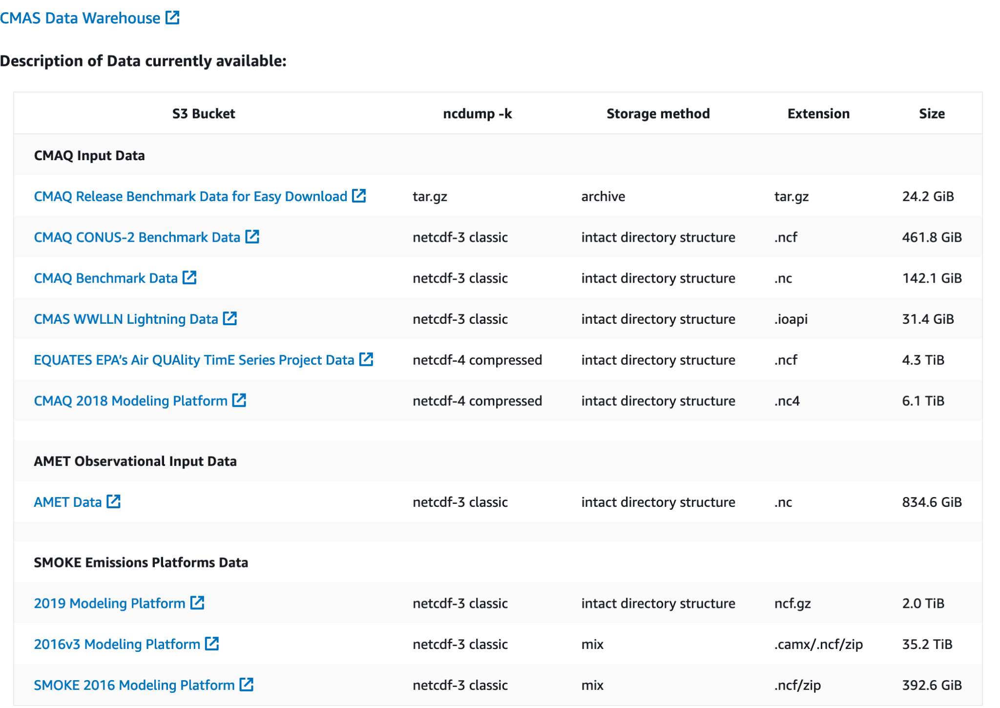 CMAS Data Warehouse
Description of Data currently available:
S3 Bucket ncdump -k Storage method Extension Size
CMAQ Input Data
CMAQ Release Benchmark Data for Easy Download tar.gz archive tar.gz 24.2 GiB
CMAQ CONUS-2 Benchmark Data netcdf-3 classic intact directory structure .ncf 461.8 GiB
CMAQ Benchmark Data netcdf-3 classic intact directory structure .nc 142.1 GiB
CMAS WWLLN Lightning Data netcdf-3 classic intact directory structure .ioapi 31.4 GiB
EQUATES EPA’s Air QUAlity TimE Series Project Data netcdf-4 compressed intact directory structure .ncf 4.3 TiB
CMAQ 2018 Modeling Platform netcdf-4 compressed intact directory structure .nc4 6.1 TiB
AMET Observational Input Data
AMET Data netcdf-3 classic intact directory structure .nc 834.6 GiB
SMOKE Emissions Platforms Data
2019 Modeling Platform netcdf-3 classic intact directory structure ncf.gz 2.0 TiB
2016v3 Modeling Platform netcdf-3 classic mix .camx/.ncf/zip 35.2 TiB
SMOKE 2016 Modeling Platform netcdf-3 classic mix .ncf/zip 392.6 GiB